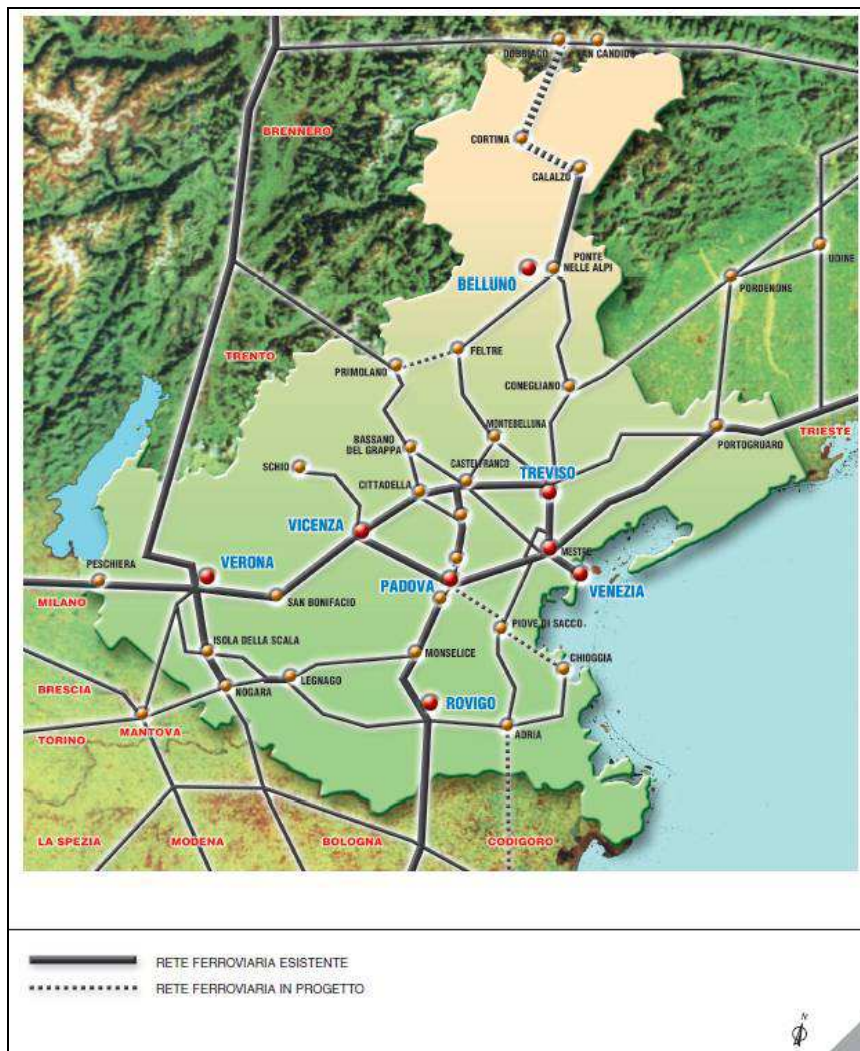 DOBBIACO
SAN CANDIDO
BRENNERO
CORTINA
CALALZO
UDINE
PONTE
NELLE ALPI
BELLUNO
PORDENONE
TRENTO
FELTRE
PRIMOLANO
CONEGLIANO
MONTEBELLUNA
BASSANO
DEL GRAPPA
PORTOGRUARO
TRIESTE
SCHIO
CASTELFRANCO
TREVISO
CITTADELLA
VICENZA
MESTRE
PESCHIERA
VERONA
PADOVA
VENEZIA
MILANO
SAN BONIFACIO
PIOVE DI SACCO
ISOLA DELLA SCALA
MONSELICE
CHIOGGIA
BRESCIA
LEGNAGO
NOGARA
ROVIGO
MANTOVA
TORINO
ADRIA
LA SPEZIA
MODENA
BOLOGNA
CODIGORO
RETE FERROVIARIA ESISTENTE
RETE FERROVIARIA IN PROGETTO
N